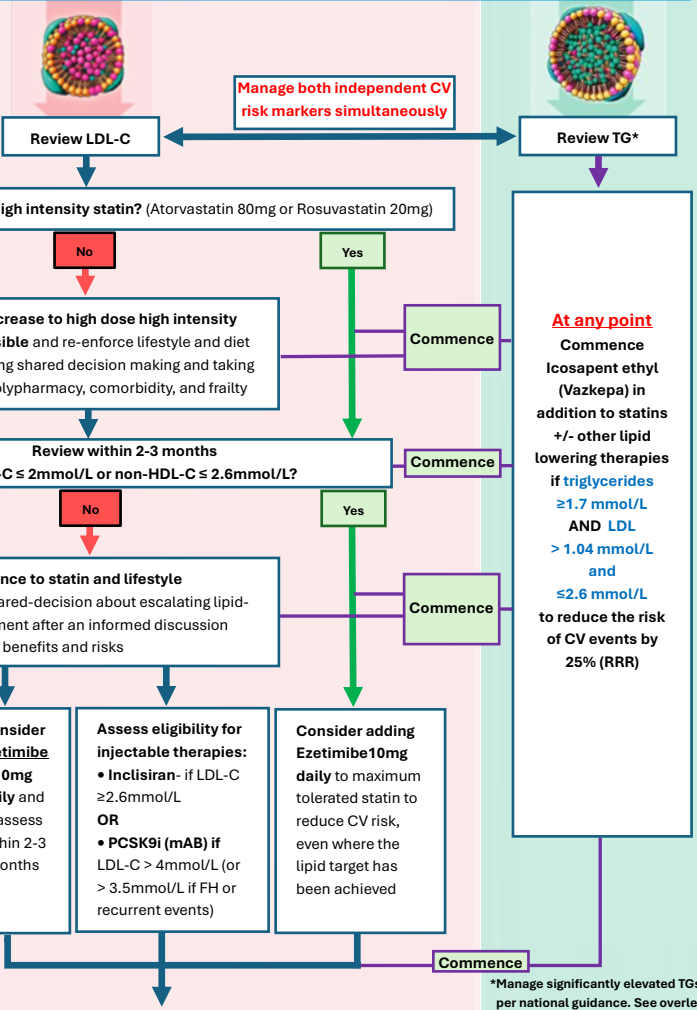 Manage both independent CV
risk markers simultaneously
Review LDL-C
Review TG*
igh intensity statin? (Atorvastatin 80mg or Rosuvastatin 20mg)
No
Yes
crease to high dose high intensity
sible and re-enforce lifestyle and diet
ng shared decision making and taking
olypharmacy, comorbidity, and frailty
Commence
Review within 2-3 months
-C ≤ 2mmol/L or non-HDL-C ≤ 2.6mmol/L?
Commence
No
Yes
nce to statin and lifestyle
ared-decision about escalating lipid-
ment after an informed discussion
benefits and risks
Commence
nsider
etimibe
0mg
ily and
assess
hin 2-3
onths
Assess eligibility for
injectable therapies:
• Inclisiran- if LDL-C
≥2.6mmol/L
OR
• PCSK9i (mAB) if
LDL-C > 4mmol/L (or
> 3.5mmol/L if FH or
recurrent events)
Consider adding
Ezetimibe10mg
daily to maximum
tolerated statin to
reduce CV risk,
even where the
lipid target has
been achieved
At any point
Commence
Icosapent ethyl
(Vazkepa) in
addition to statins
+/- other lipid
lowering therapies
if triglycerides
≥1.7 mmol/L
AND LDL
> 1.04 mmol/L
and
≤2.6 mmol/L
to reduce the risk
of CV events by
25% (RRR)
Commence
*Manage significantly elevated TGs
per national guidance. See overle